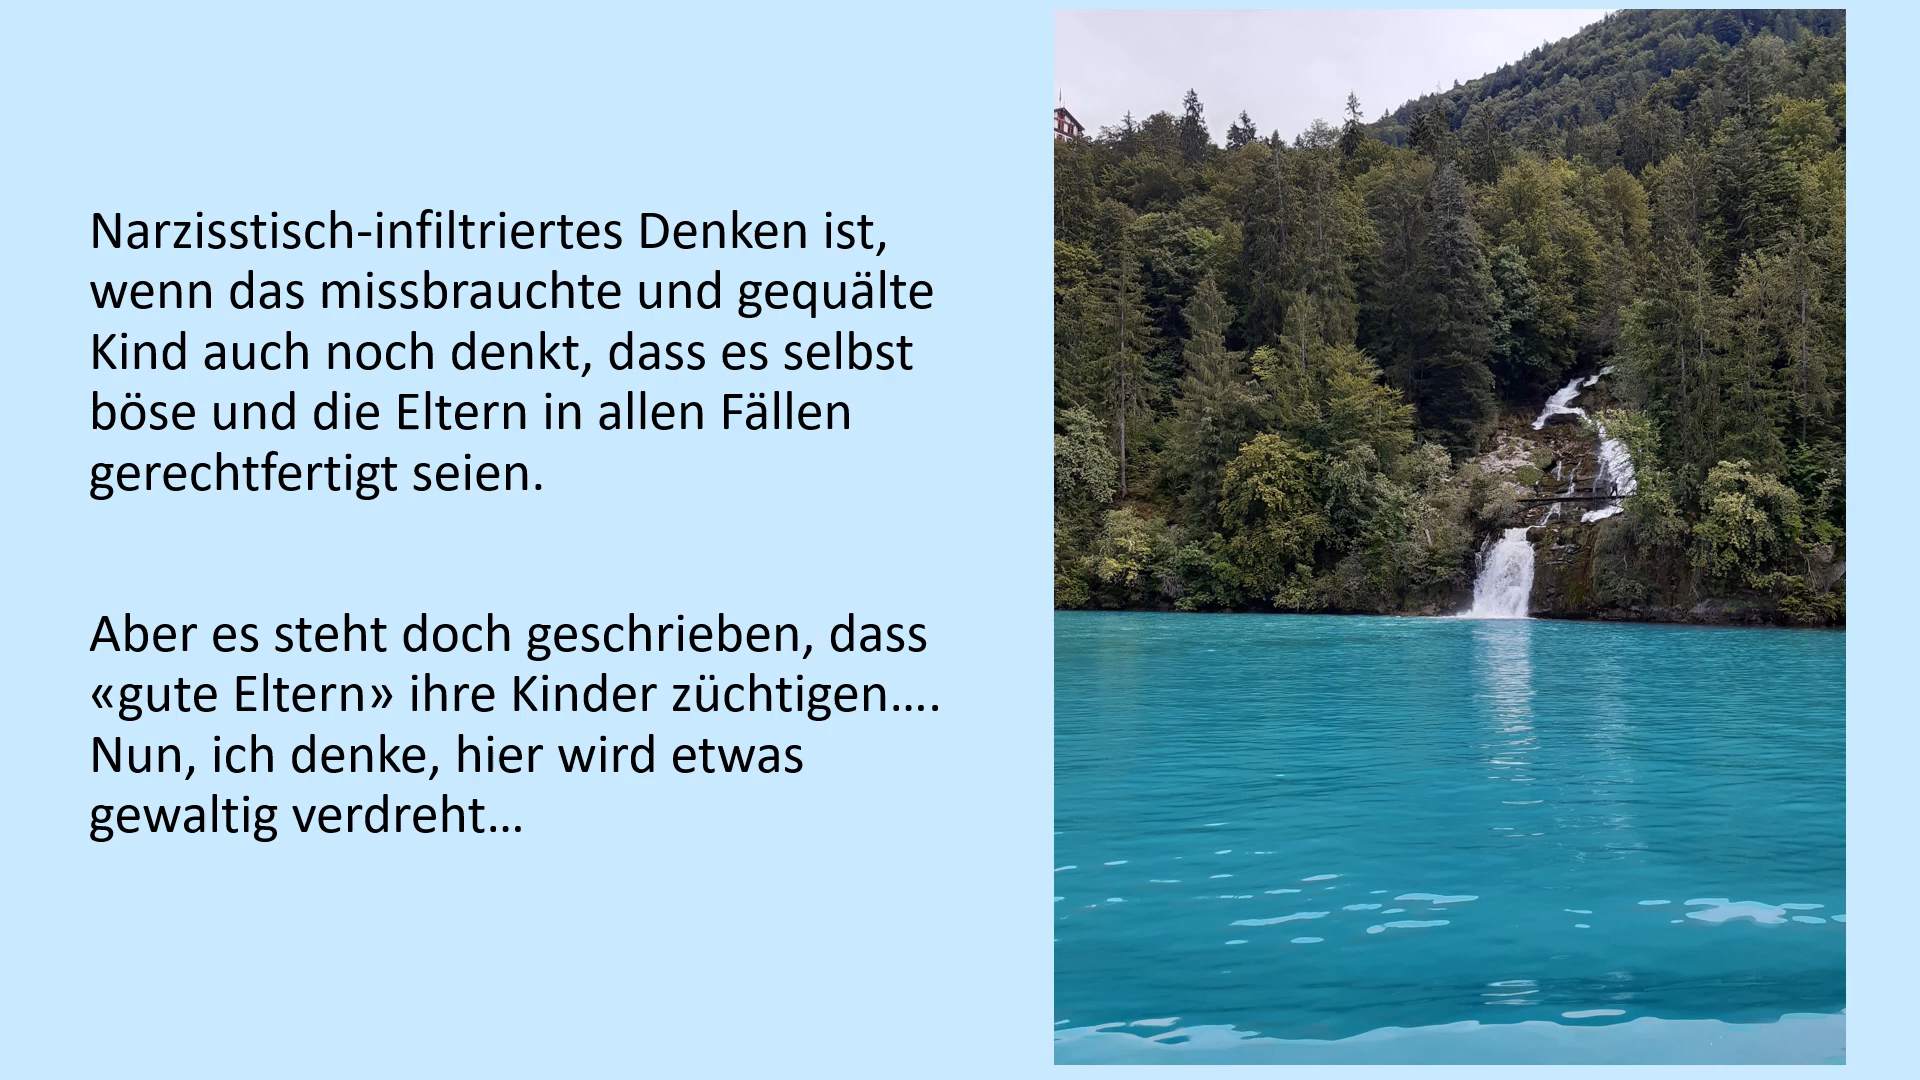 Narzisstisch-infiltriertes Denken ist,
wenn das missbrauchte und gequälte
Kind auch noch denkt, dass es selbst
böse und die Eltern in allen Fällen
gerechtfertigt seien.
Aber es steht doch geschrieben, dass
«gute Eltern» ihre Kinder züchtigen….
Nun, ich denke, hier wird etwas
gewaltig verdreht…